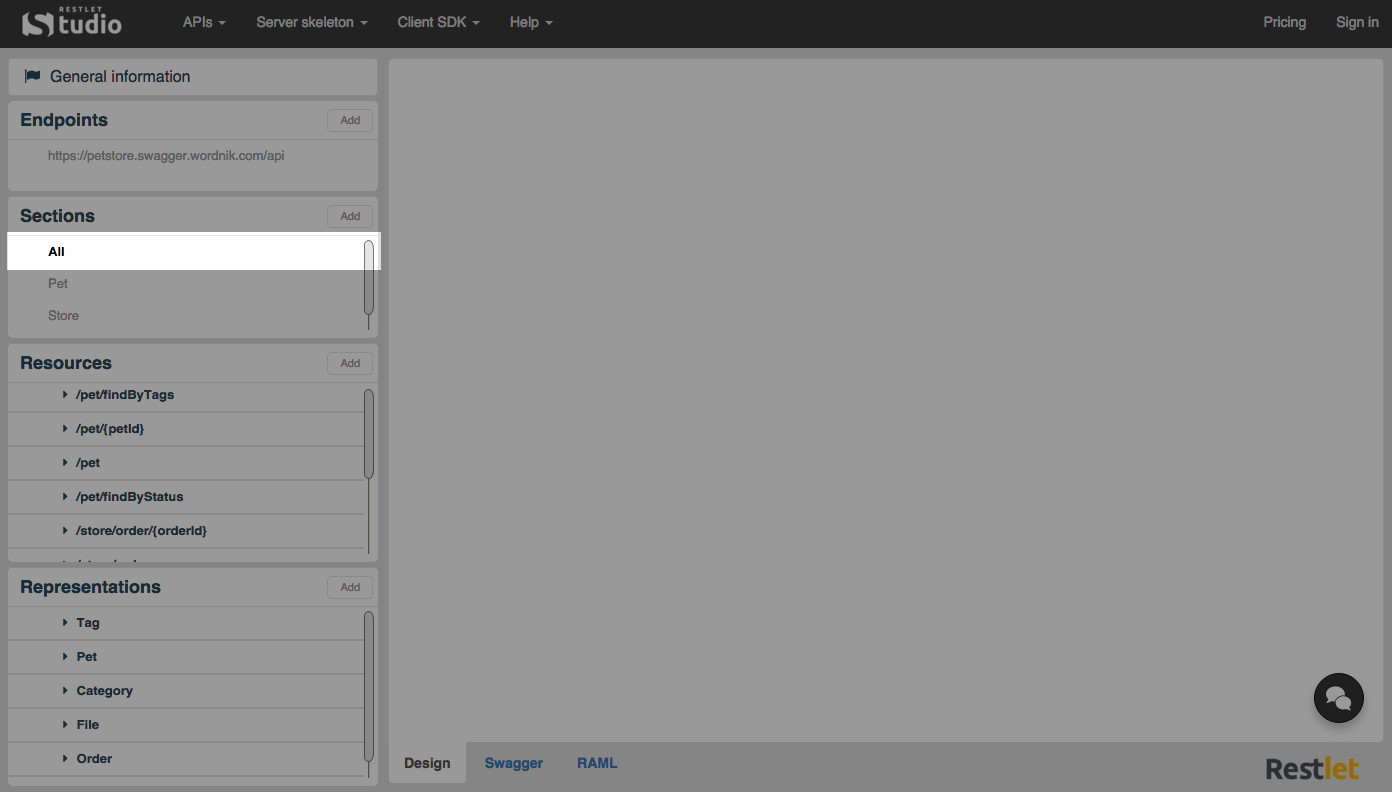 RESTLET
Studio
APIs
Server skeleton
Client SDK
Help
Pricing
Sign in
General information
Endpoints
Add
https://petstore.swagger.wordnik.com/api
Sections
Add
All
Pet
Store
Resources
Add
/pet/findByTags
/pet/{petId}
/pet
/pet/findByStatus
/store/order/{orderId}
Representations
Add
Tag
Pet
Category
File
Order
Design
Swagger
RAML
Restlet